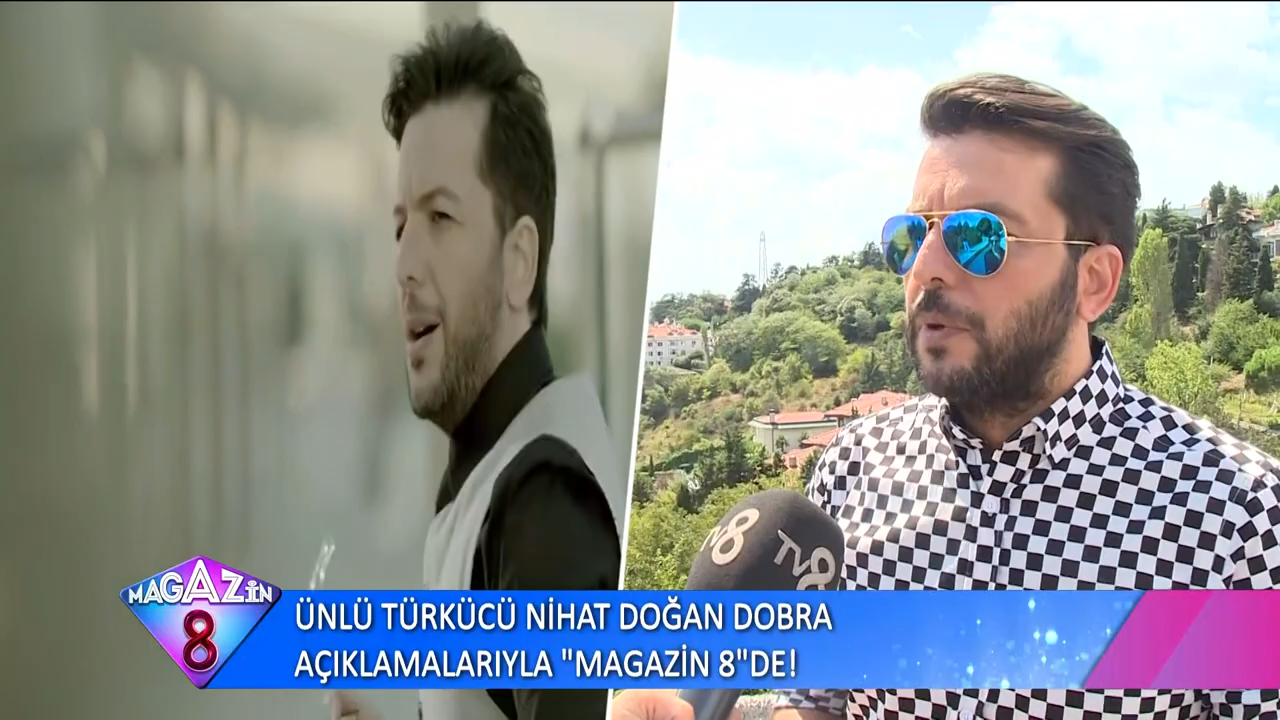 TV8 TV8
MAGAZİN
8
ÜNLÜ TÜRKÜCÜ NİHAT DOĞAN DOBRA
AÇIKLAMALARIYLA "MAGAZİN 8"DE!